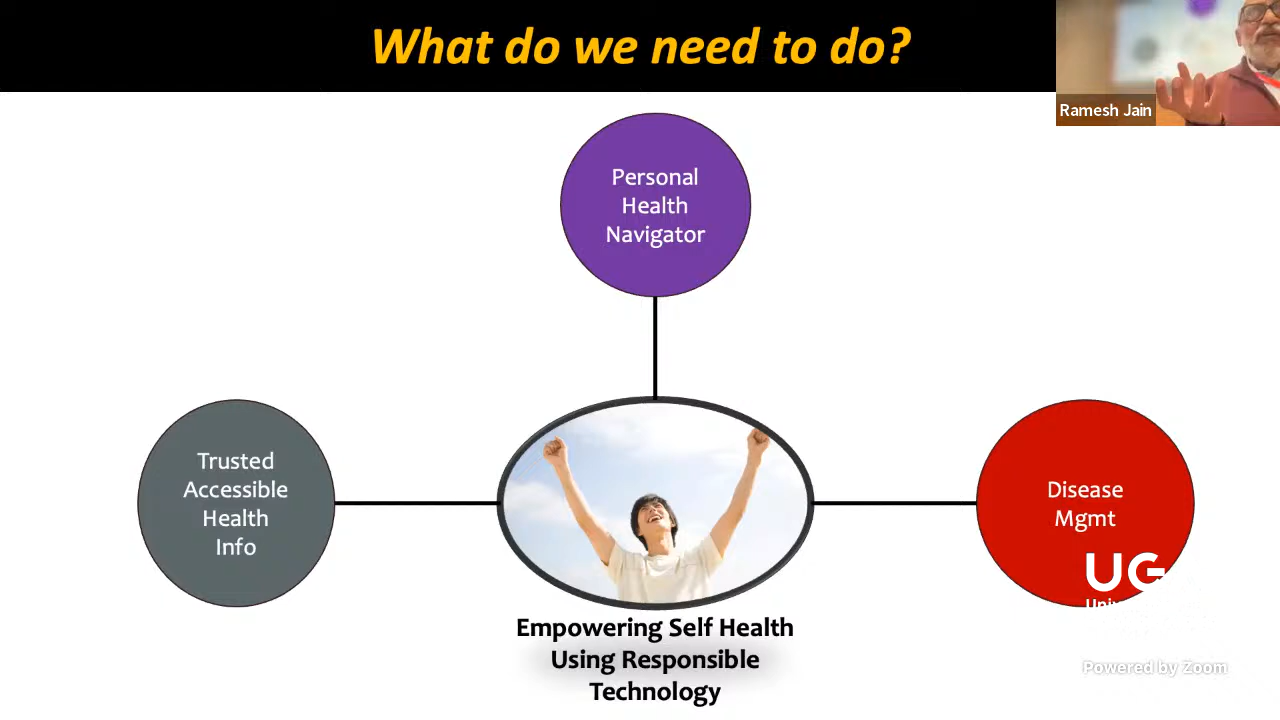 What do we need to do?
Ramesh Jain
Personal
Health
Navigator
Trusted
Accessible
Health
Info
Disease
Mgmt
Empowering Self Health
Using Responsible
Technology
Powered by Zoom